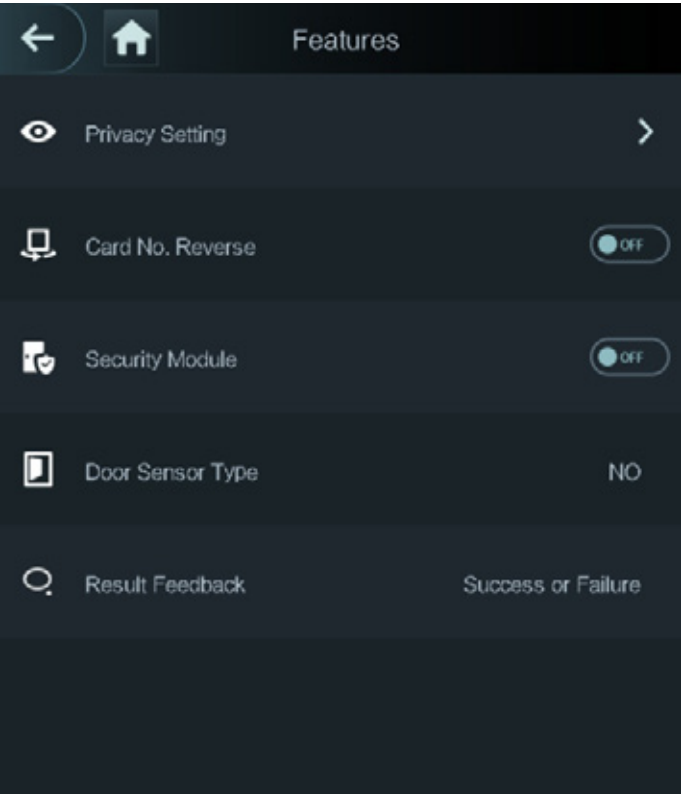 Features
Privacy Setting
Card No. Reverse OFF
Security Module OFF
Door Sensor Type NO
Result Feedback Success or Failure